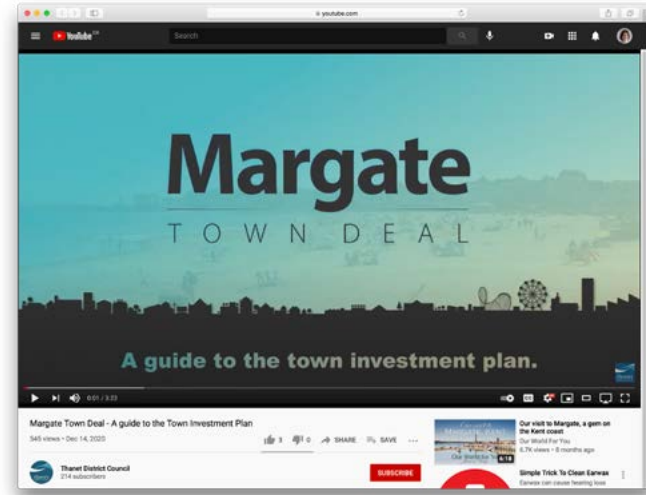 youtube.com
YouTube CA
Search
Margate
TOWN DEAL
A guide to the town investment plan.
0:01 / 3:22
Margate Town Deal - A guide to the Town Investment Plan
545 views • Dec 14, 2020
3
0
SHARE
SAVE
Thanet District Council
214 subscribers
SUBSCRIBE
Our visit to Margate, a gem on
the Kent coast
Our World For You
6.7K views • 8 months ago
6:18
Simple Trick To Clean Earwax
Earwax can cause hearing loss